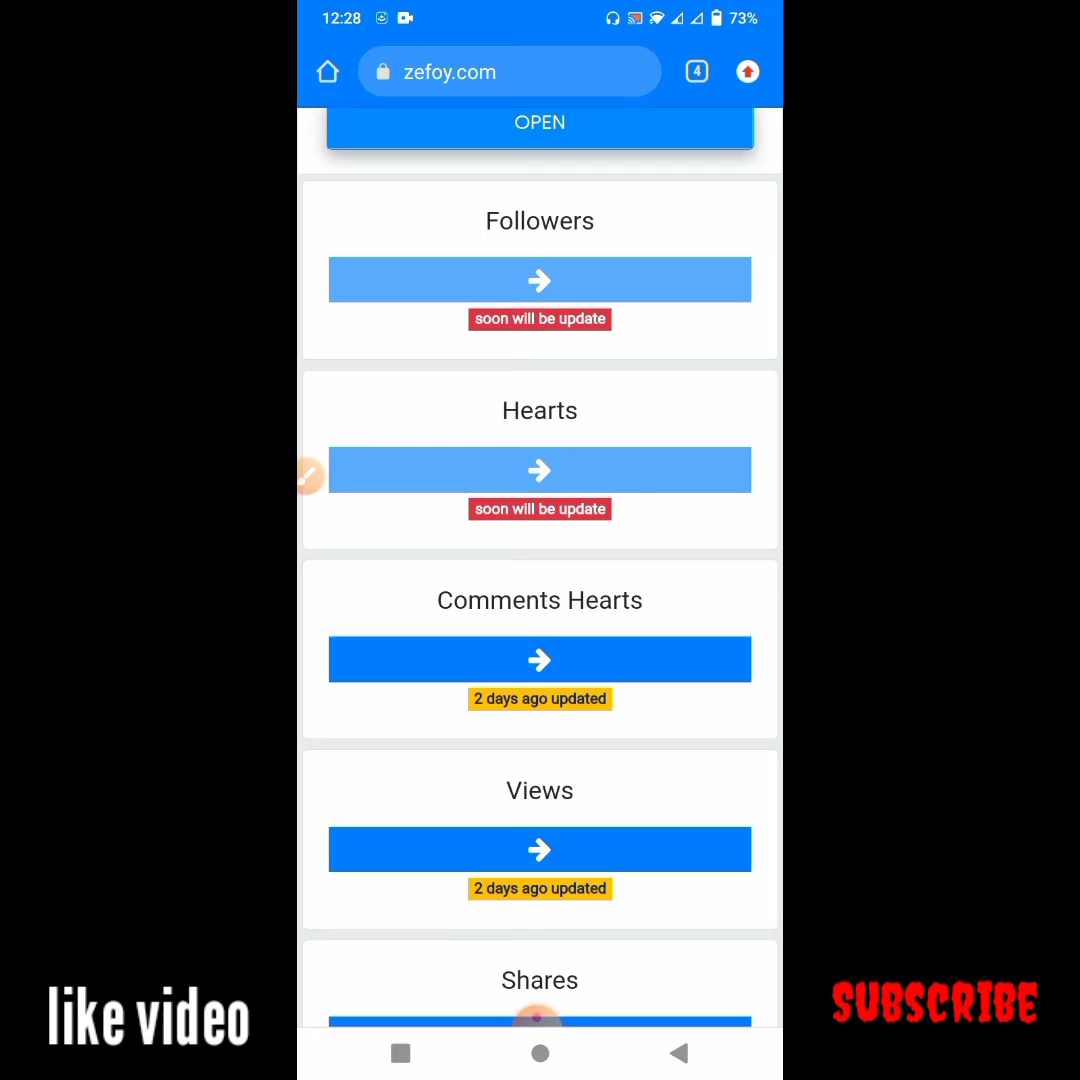 12:28
73%
zefoy.com
4
OPEN
Followers
soon will be update
Hearts
soon will be update
Comments Hearts
2 days ago updated
Views
2 days ago updated
Shares
like video
SUBSCRIBE